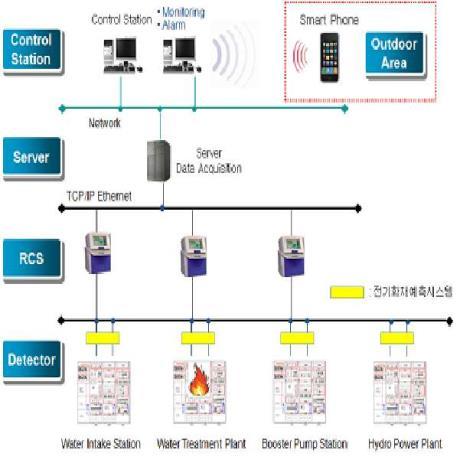 Control Station
• Monitoring
• Alarm
Smart Phone
Control
Station
Outdoor
Area
Network
Server
Server
Data Acquisition
TCP/IP Ethernet
RCS
: 전기화재예측시스템
Detector
Water Intake Station
Water Treatment Plant
Booster Pump Station
Hydro Power Plant